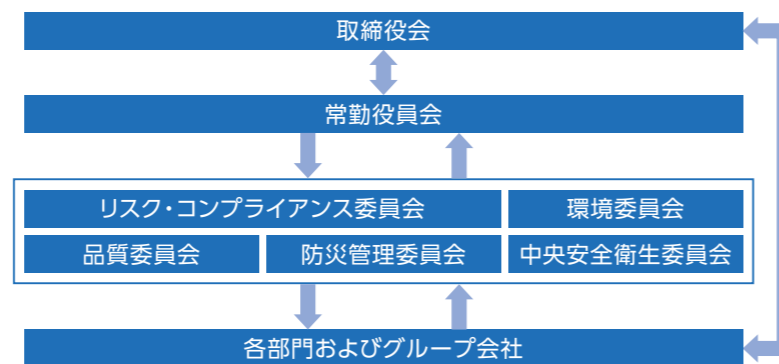 取締役会
常勤役員会
リスク・コンプライアンス委員会
環境委員会
品質委員会
防災管理委員会
中央安全衛生委員会
各部門およびグループ会社